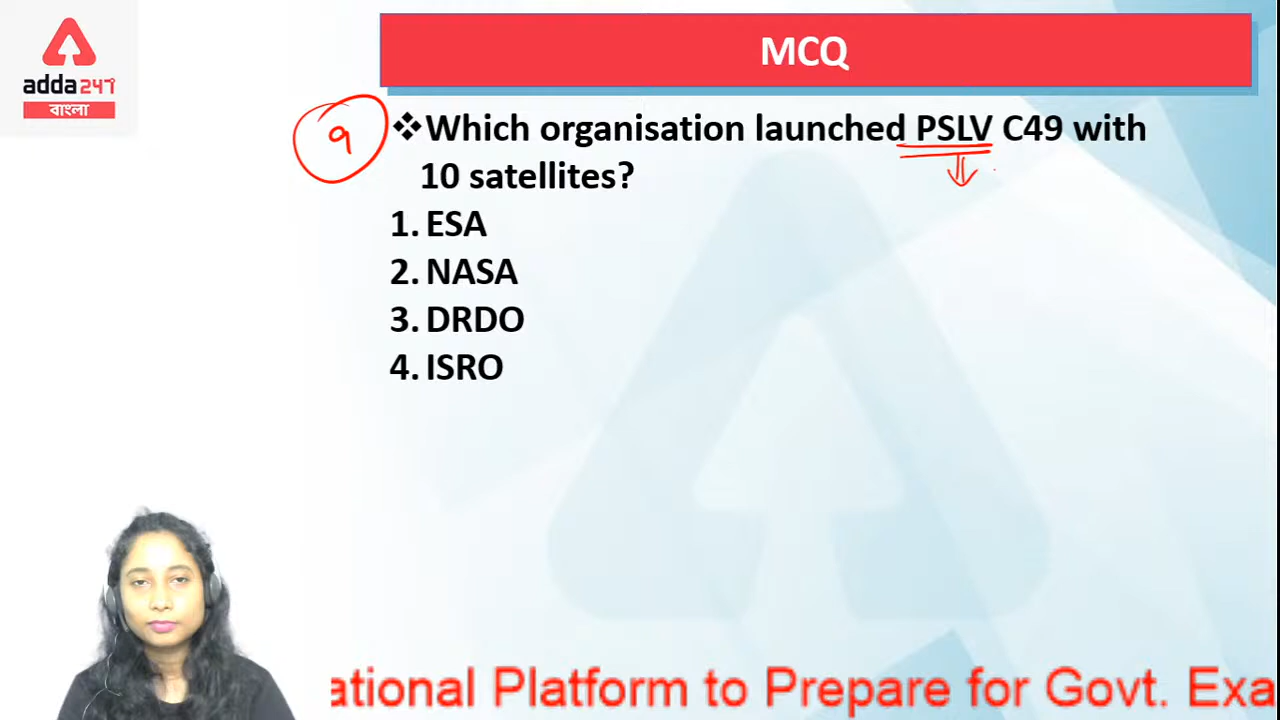 adda247
বাংলা
MCQ
9
❖Which organisation launched PSLV C49 with
10 satellites?
1. ESA
2. NASA
3. DRDO
4. ISRO
ational Platform to Prepare for Govt. Exa